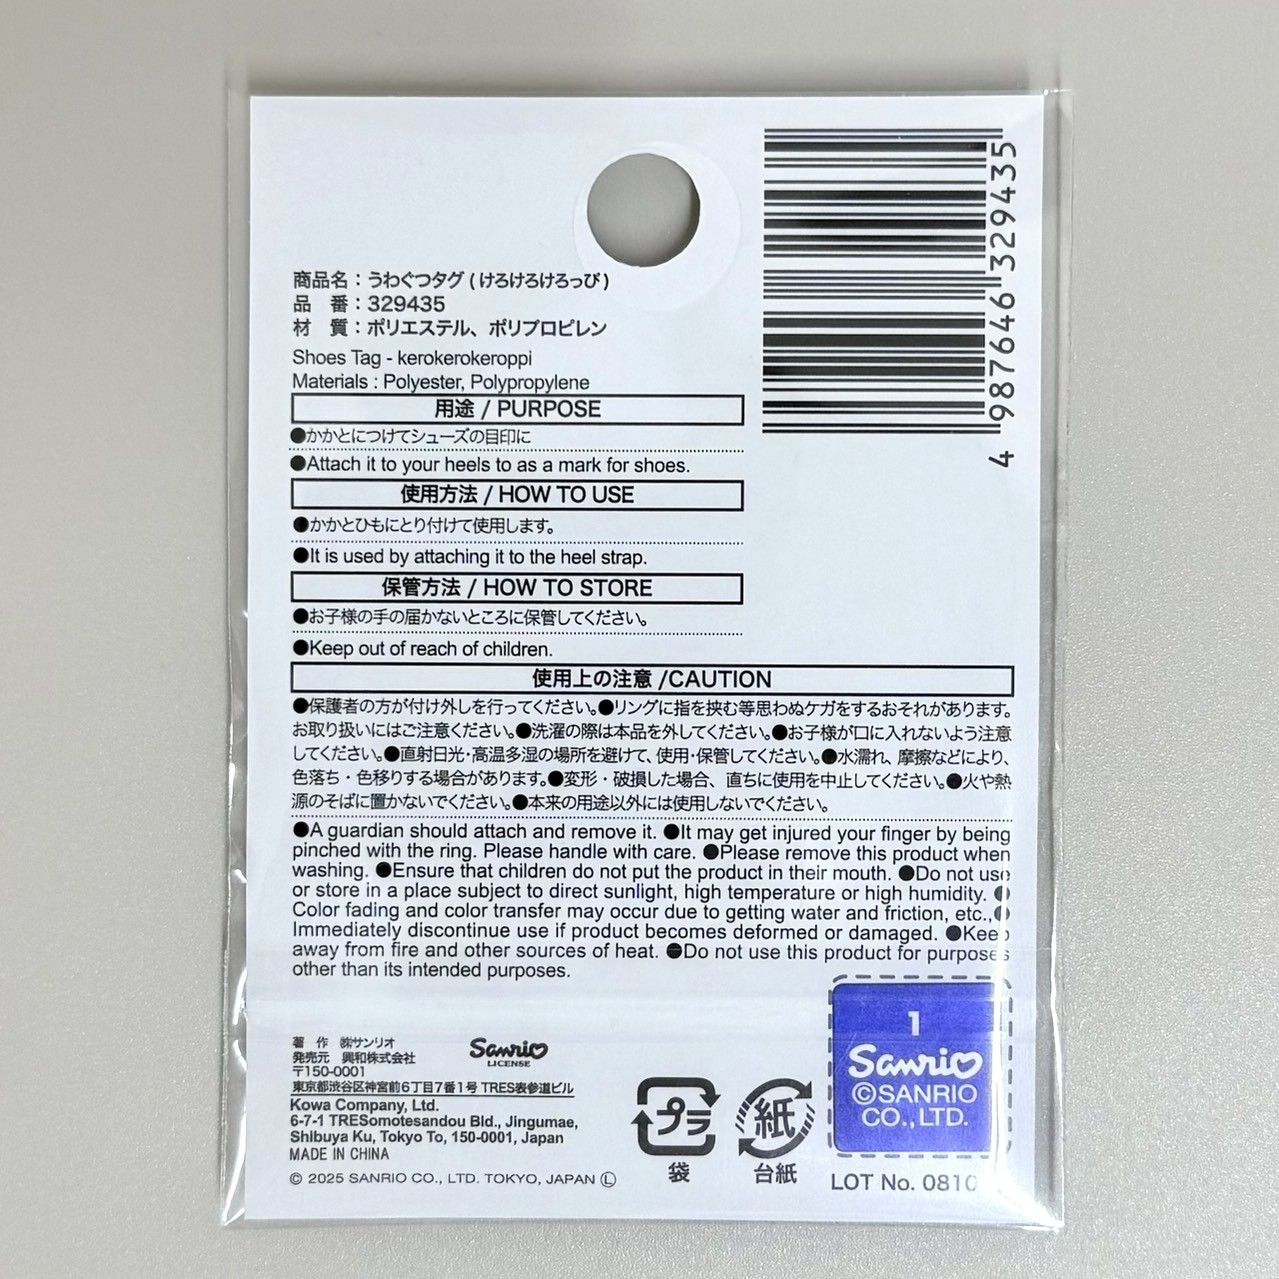 4 987646 329435
商品名：うわぐつタグ(けろけろけろっぴ)
品　番：329435
材　質：ポリエステル、ポリプロピレン
Shoes Tag - kerokerokeroppi
Materials : Polyester, Polypropylene
用途 / PURPOSE
●かかとにつけてシューズの目印に
●Attach it to your heels to as a mark for shoes.
使用方法 / HOW TO USE
●かかとひもにとり付けて使用します。
●It is used by attaching it to the heel strap.
保管方法 / HOW TO STORE
●お子様の手の届かないところに保管してください。
●Keep out of reach of children.
使用上の注意 /CAUTION
●保護者の方が付け外しを行ってください。●リングに指を挟む等思わぬケガをするおそれがあります。
お取り扱いにはご注意ください。●洗濯の際は本品を外してください。●お子様が口に入れないよう注意
してください。●直射日光・高温多湿の場所を避けて、使用・保管してください。●水濡れ、摩擦などにより、
色落ち・色移りする場合があります。●変形・破損した場合、直ちに使用を中止してください。●火や熱
源のそばに置かないでください。●本来の用途以外には使用しないでください。
●A guardian should attach and remove it. ●It may get injured your finger by being
pinched with the ring. Please handle with care. ●Please remove this product when
washing. ●Ensure that children do not put the product in their mouth. ●Do not use
or store in a place subject to direct sunlight, high temperature or high humidity. ●
Color fading and color transfer may occur due to getting water and friction, etc.,●
Immediately discontinue use if product becomes deformed or damaged. ●Keep
away from fire and other sources of heat. ●Do not use this product for purposes
other than its intended purposes.
著　作　㈱サンリオ
発売元　興和株式会社
〒150-0001
東京都渋谷区神宮前6丁目7番1号 TRES表参道ビル
Kowa Company, Ltd.
6-7-1 TRESomotesandou Bld., Jingumae,
Shibuya Ku, Tokyo To, 150-0001, Japan
MADE IN CHINA
© 2025 SANRIO CO., LTD. TOKYO, JAPAN Ⓛ
Sanrio
LICENSE
プラ
袋
紙
台紙
1
Sanrio
©SANRIO
CO.,LTD.
LOT No. 0810